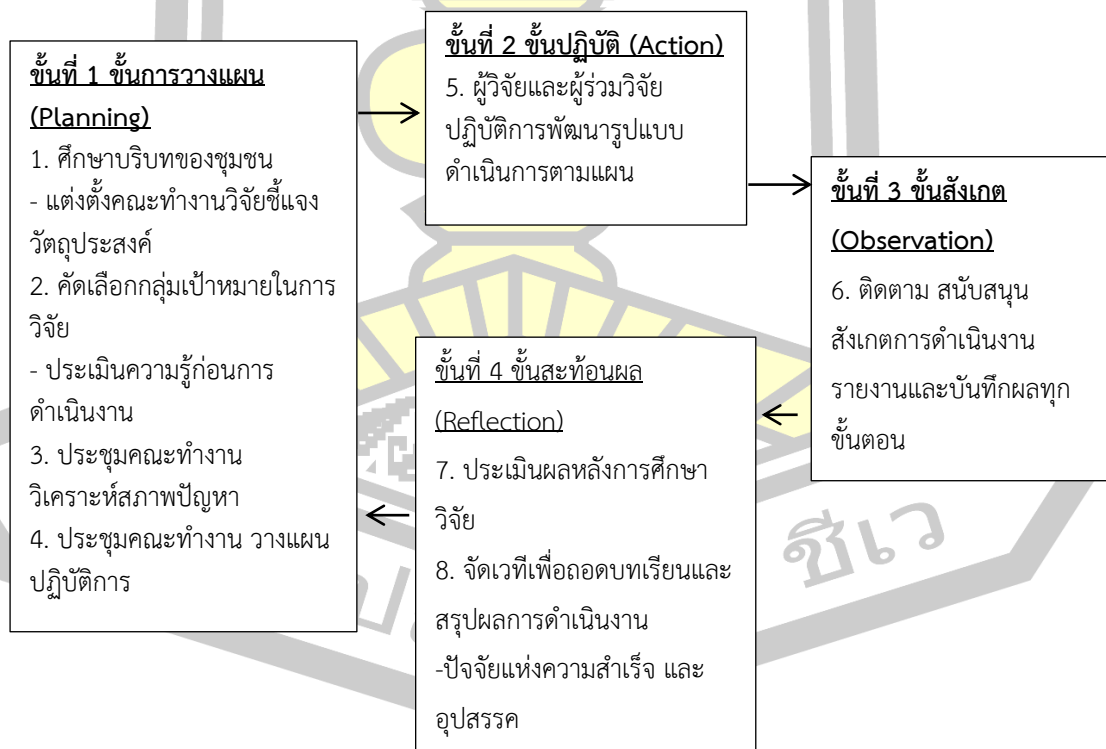 ขั้นที่ 1 ขั้นการวางแผน
(Planning)
1. ศึกษาบริบทของชุมชน
- แต่งตั้งคณะทำงานวิจัยชี้แจง
วัตถุประสงค์
2. คัดเลือกกลุ่มเป้าหมายในการ
วิจัย
- ประเมินความรู้ก่อนการ
ดำเนินงาน
3. ประชุมคณะทำงาน
วิเคราะห์สภาพปัญหา
4. ประชุมคณะทำงาน วางแผน
ปฏิบัติการ
ขั้นที่ 2 ขั้นปฏิบัติ (Action)
5. ผู้วิจัยและผู้ร่วมวิจัย
ปฏิบัติการพัฒนารูปแบบ
ดำเนินการตามแผน
ขั้นที่ 3 ขั้นสังเกต
(Observation)
6. ติดตาม สนับสนุน
สังเกตการดำเนินงาน
รายงานและบันทึกผลทุก
ขั้นตอน
ขั้นที่ 4 ขั้นสะท้อนผล
(Reflection)
7. ประเมินผลหลังการศึกษา
วิจัย
8. จัดเวทีเพื่อถอดบทเรียนและ
สรุปผลการดำเนินงาน
-ปัจจัยแห่งความสำเร็จ และ
อุปสรรค
ชีเว